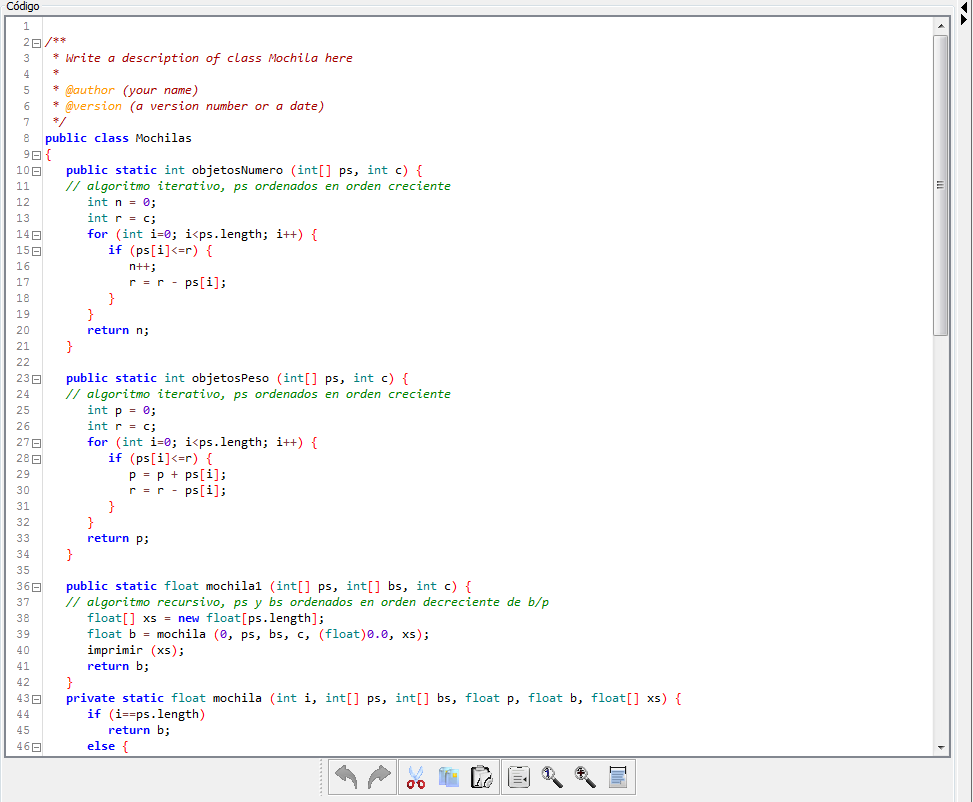 Código
1
2 /**
3  * Write a description of class Mochila here
4  *
5  * @author (your name)
6  * @version (a version number or a date)
7  */
8 public class Mochilas
9 {
10    public static int objetosNumero (int[] ps, int c) {
11    // algoritmo iterativo, ps ordenados en orden creciente
12       int n = 0;
13       int r = c;
14       for (int i=0; i<ps.length; i++) {
15          if (ps[i]<=r) {
16             n++;
17             r = r - ps[i];
18          }
19       }
20       return n;
21    }
22
23    public static int objetosPeso (int[] ps, int c) {
24    // algoritmo iterativo, ps ordenados en orden creciente
25       int p = 0;
26       int r = c;
27       for (int i=0; i<ps.length; i++) {
28          if (ps[i]<=r) {
29             p = p + ps[i];
30             r = r - ps[i];
31          }
32       }
33       return p;
34    }
35
36    public static float mochila1 (int[] ps, int[] bs, int c) {
37    // algoritmo recursivo, ps y bs ordenados en orden decreciente de b/p
38       float[] xs = new float[ps.length];
39       float b = mochila (0, ps, bs, c, (float)0.0, xs);
40       imprimir (xs);
41       return b;
42    }
43    private static float mochila (int i, int[] ps, int[] bs, float p, float b, float[] xs) {
44       if (i==ps.length)
45          return b;
46       else {